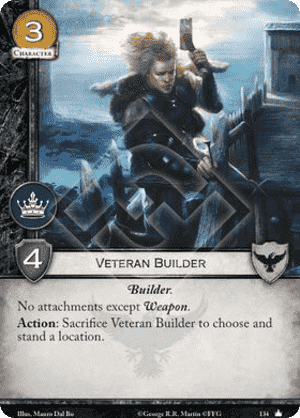 3
CHARACTER
4
VETERAN BUILDER
Builder.
No attachments except Weapon.
Action: Sacrifice Veteran Builder to choose and
stand a location.
Illus. Mauro Dal Bo
©George R.R. Martin ©FFG
134